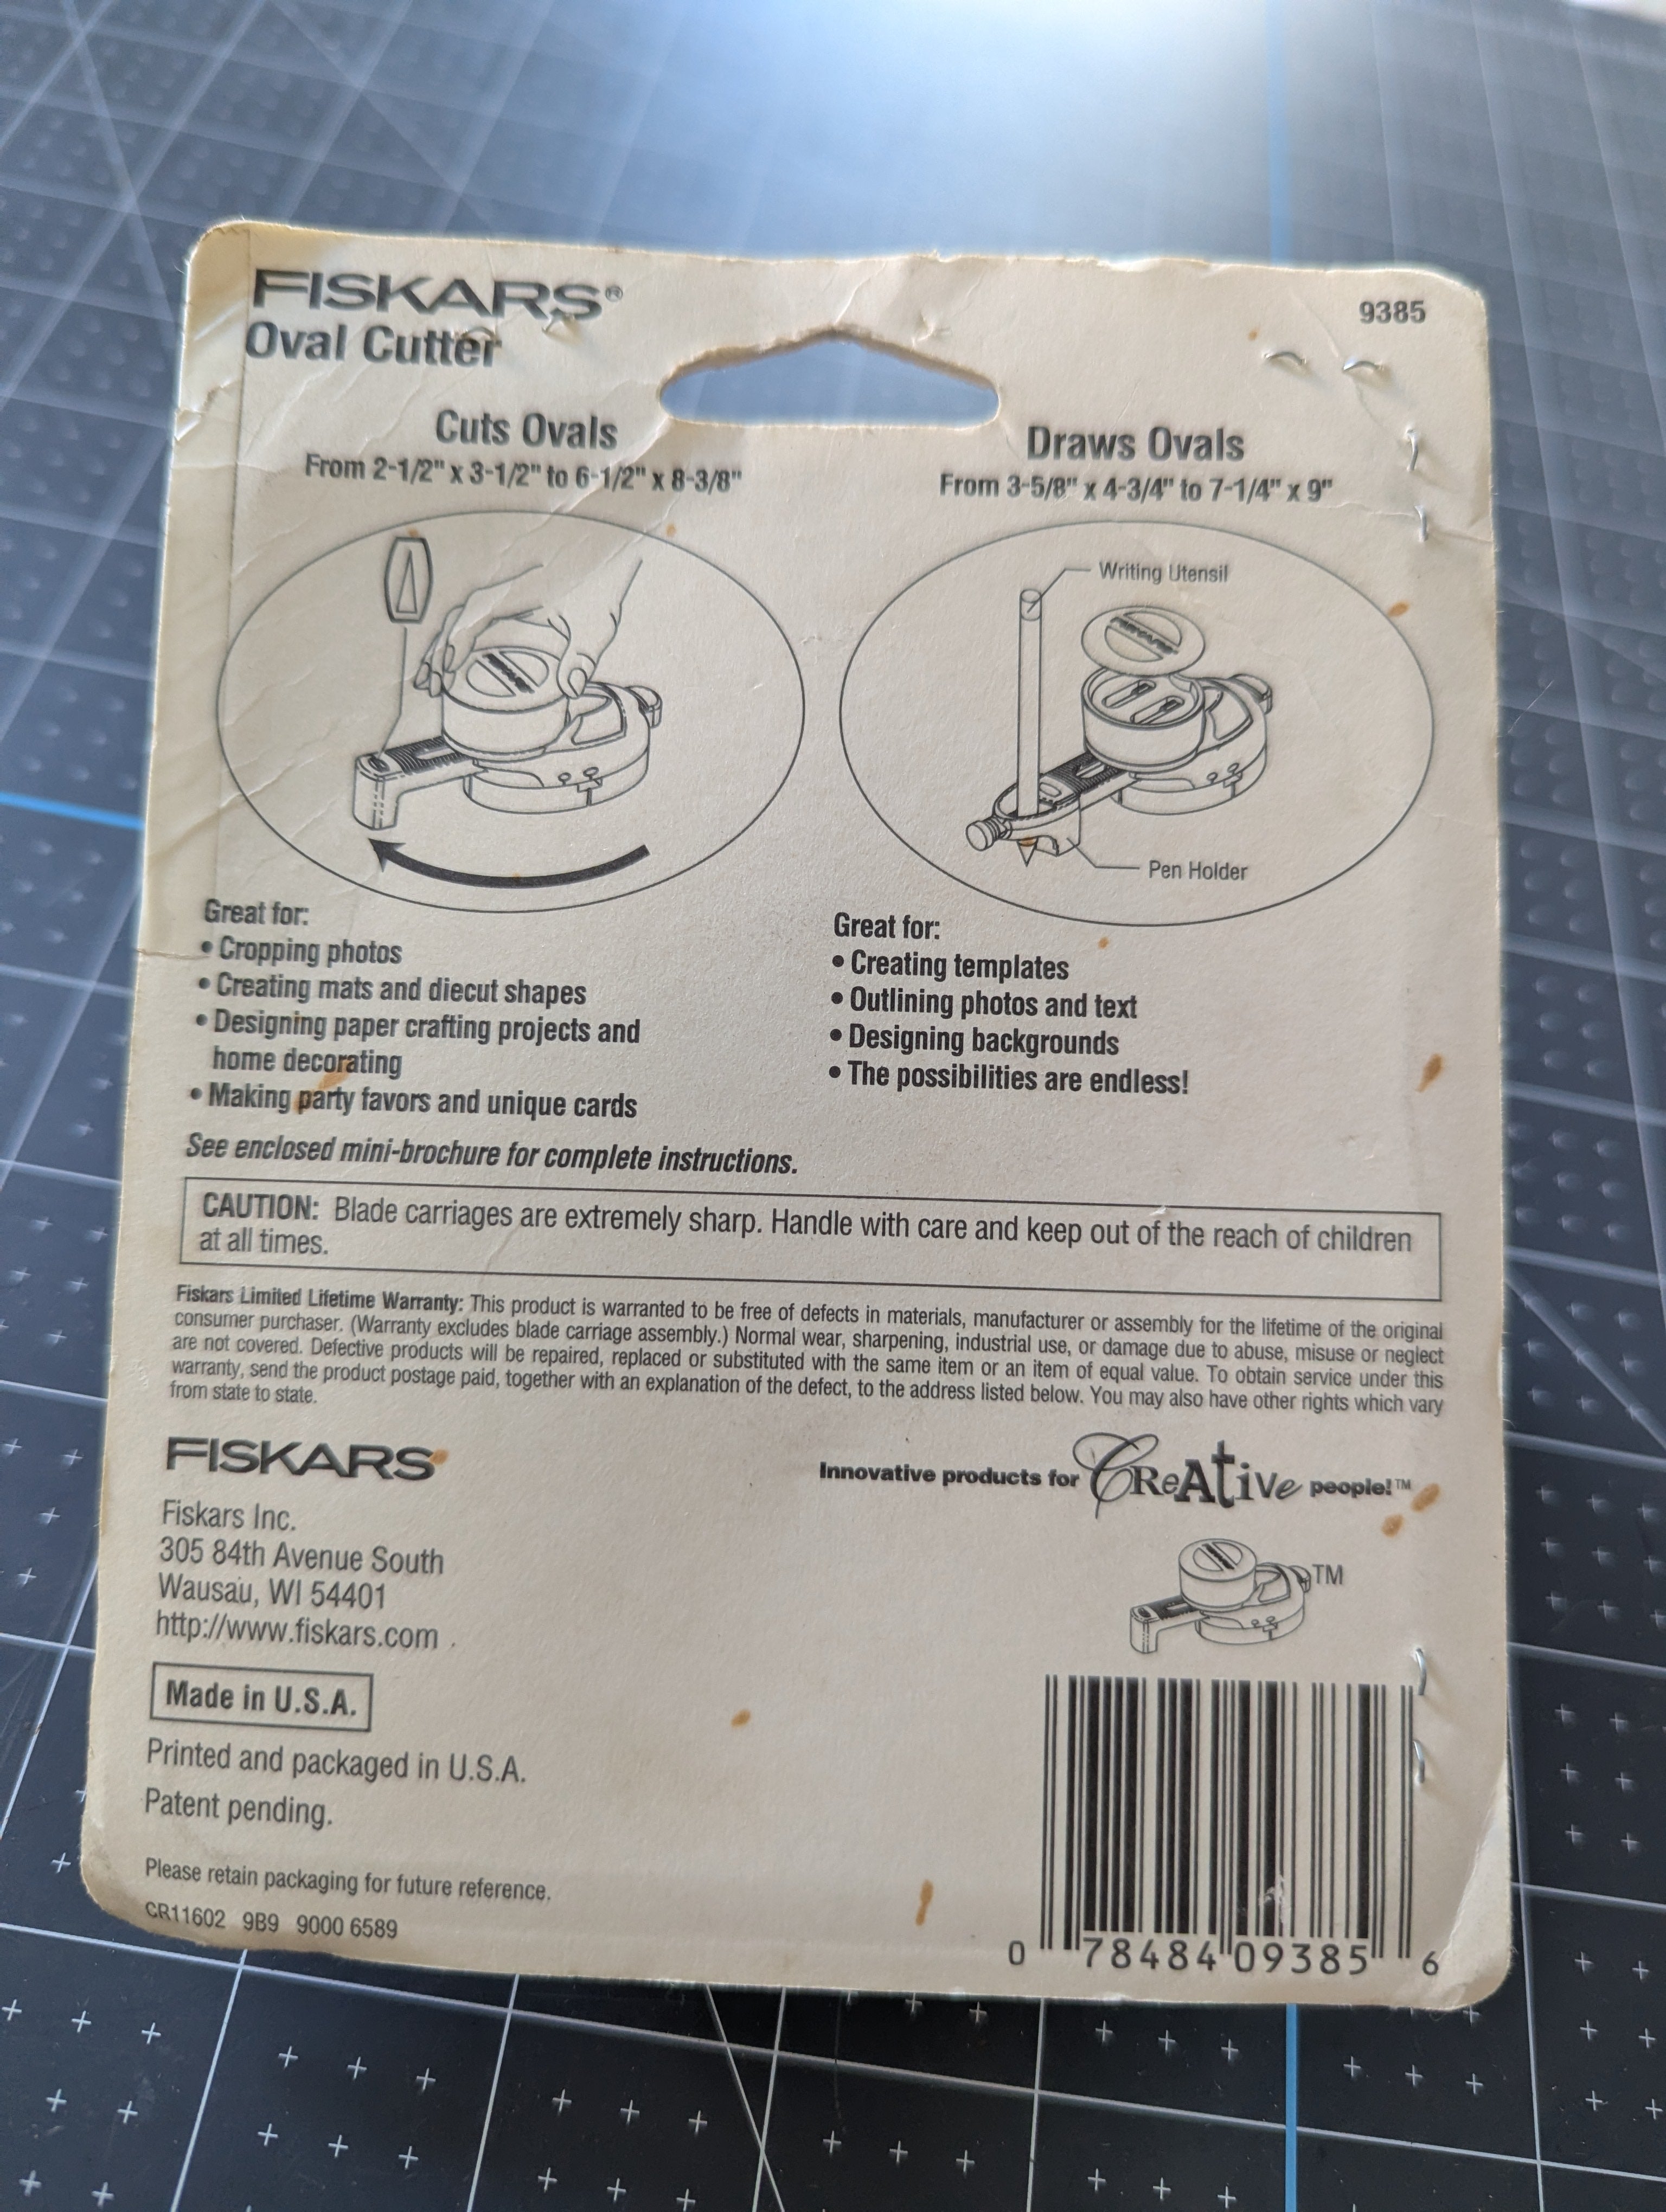 FISKARS®
Oval Cutter
9385
Cuts Ovals
From 2-1/2" x 3-1/2" to 6-1/2" x 8-3/8"
Draws Ovals
From 3-5/8" x 4-3/4" to 7-1/4" x 9"
FISKARS
Writing Utensil
FISKARS
Pen Holder
Great for:
• Cropping photos
• Creating mats and diecut shapes
• Designing paper crafting projects and
home decorating
• Making party favors and unique cards
Great for:
• Creating templates
• Outlining photos and text
• Designing backgrounds
• The possibilities are endless!
See enclosed mini-brochure for complete instructions.
CAUTION: Blade carriages are extremely sharp. Handle with care and keep out of the reach of children
at all times.
Fiskars Limited Lifetime Warranty: This product is warranted to be free of defects in materials, manufacturer or assembly for the lifetime of the original
consumer purchaser. (Warranty excludes blade carriage assembly.) Normal wear, sharpening, industrial use, or damage due to abuse, misuse or neglect
are not covered. Defective products will be repaired, replaced or substituted with the same item or an item of equal value. To obtain service under this
warranty, send the product postage paid, together with an explanation of the defect, to the address listed below. You may also have other rights which vary
from state to state.
FISKARS
Fiskars Inc.
305 84th Avenue South
Wausau, WI 54401
http://www.fiskars.com
Made in U.S.A.
Printed and packaged in U.S.A.
Patent pending.
Please retain packaging for future reference.
CR11602 9B9 9000 6589
Innovative products for CReAtive people!™
TM
0 78484 09385 6